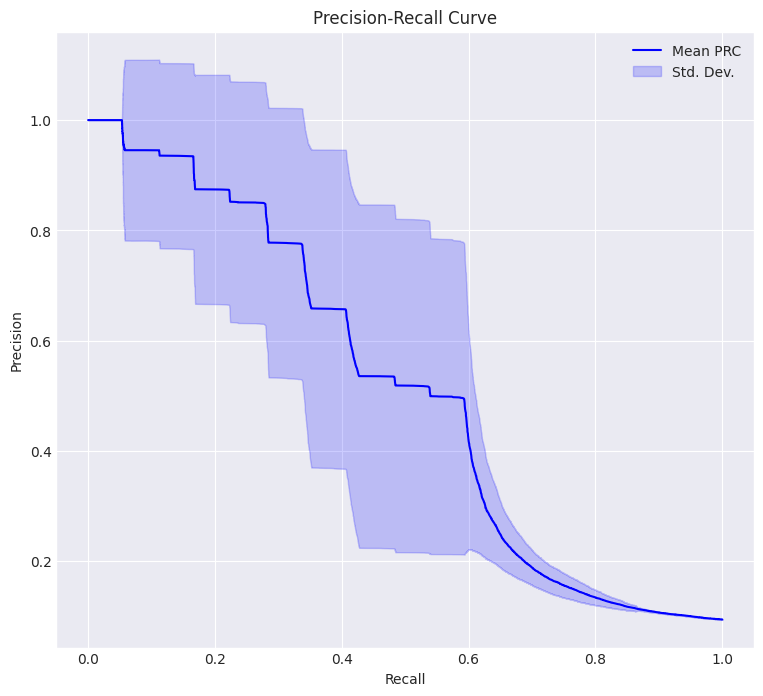 Precision-Recall Curve
Mean PRC
Std. Dev.
1.0
0.8
0.6
0.4
0.2
Precision
0.0 0.2 0.4 0.6 0.8 1.0
Recall